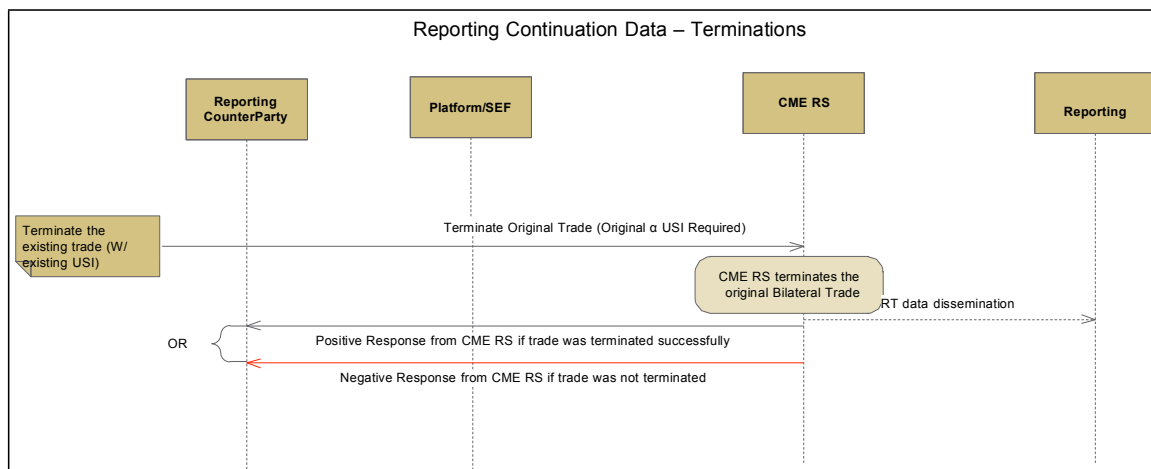 Reporting Continuation Data – Terminations
Reporting
CounterParty
Platform/SEF
CME RS
Reporting
Terminate the
existing trade (W/
existing USI)
Terminate Original Trade (Original α USI Required)
CME RS terminates the
original Bilateral Trade
RT data dissemination
OR
Positive Response from CME RS if trade was terminated successfully
Negative Response from CME RS if trade was not terminated